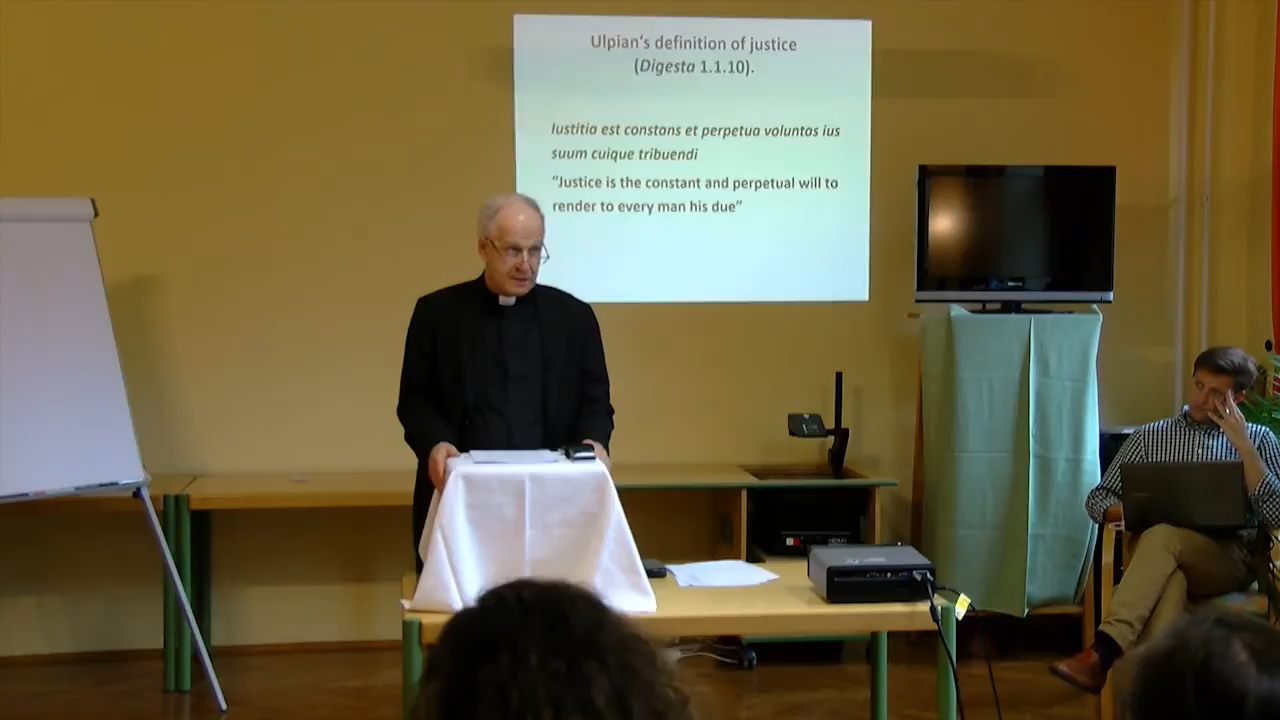 Ulpian's definition of justice
(Digesta 1.1.10).
Iustitia est constans et perpetua voluntas ius
suum cuique tribuendi
“Justice is the constant and perpetual will to
render to every man his due”